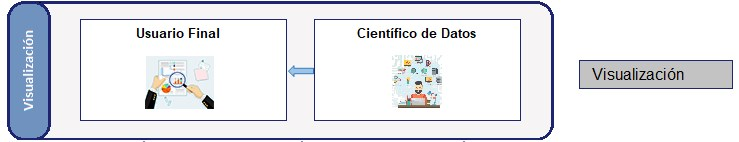 Visualización
Usuario Final
Científico de Datos
Visualización